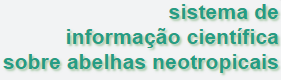 sistema de
informação científica
sobre abelhas neotropicais